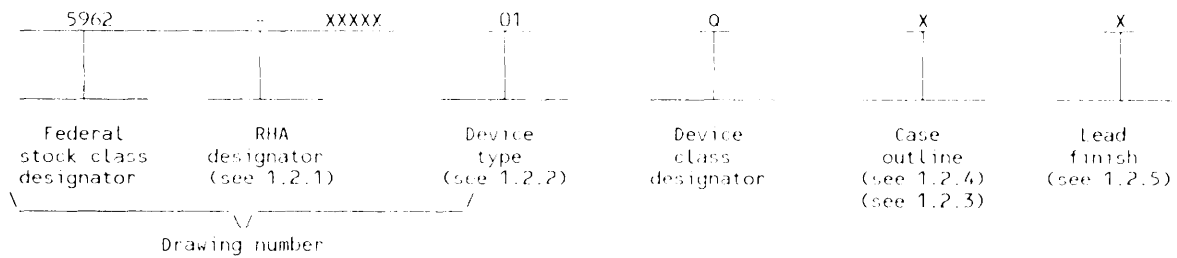 5962 - XXXXX 01 Q X X
Federal RHA Device Device Case Lead
stock class designator type class outline finish
designator (see 1.2.1) (see 1.2.2) designator (see 1.2.4) (see 1.2.5)
(see 1.2.3)
\ /
\/
Drawing number